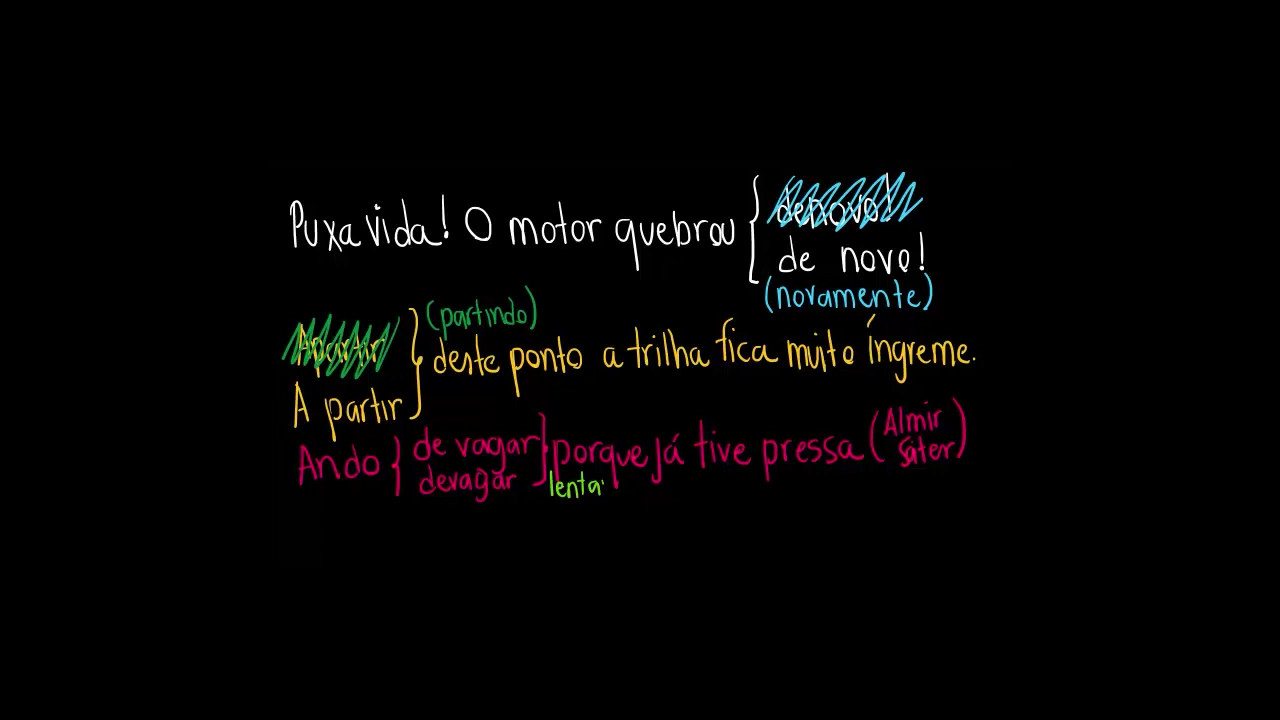 Puxa vida! O motor quebrou { denovo!
de novo!
(novamente)
Apartir } (partindo)
deste ponto a trilha fica muito íngreme.
A partir
Ando { de vagar } porque já tive pressa (Almir Sater)
devagar
lenta